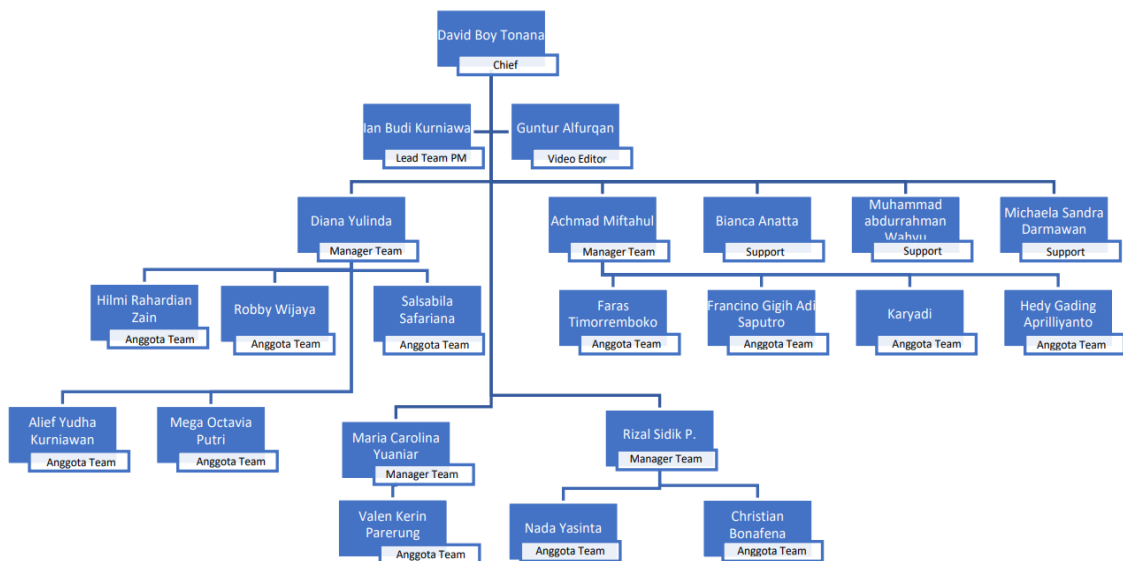 David Boy Tonana
Chief
Ian Budi Kurniawa
Lead Team PM
Guntur Alfurqan
Video Editor
Diana Yulinda
Manager Team
Achmad Miftahul
Manager Team
Bianca Anatta
Support
Muhammad
abdurrahman
Wahyu
Support
Michaela Sandra
Darmawan
Support
Hilmi Rahardian
Zain
Anggota Team
Robby Wijaya
Anggota Team
Salsabila
Safariana
Anggota Team
Faras
Timorremboko
Anggota Team
Francino Gigih Adi
Saputro
Anggota Team
Karyadi
Anggota Team
Hedy Gading
Aprilliyanto
Anggota Team
Alief Yudha
Kurniawan
Anggota Team
Mega Octavia
Putri
Anggota Team
Maria Carolina
Yuaniar
Manager Team
Rizal Sidik P.
Manager Team
Valen Kerin
Parerung
Anggota Team
Nada Yasinta
Anggota Team
Christian
Bonafena
Anggota Team